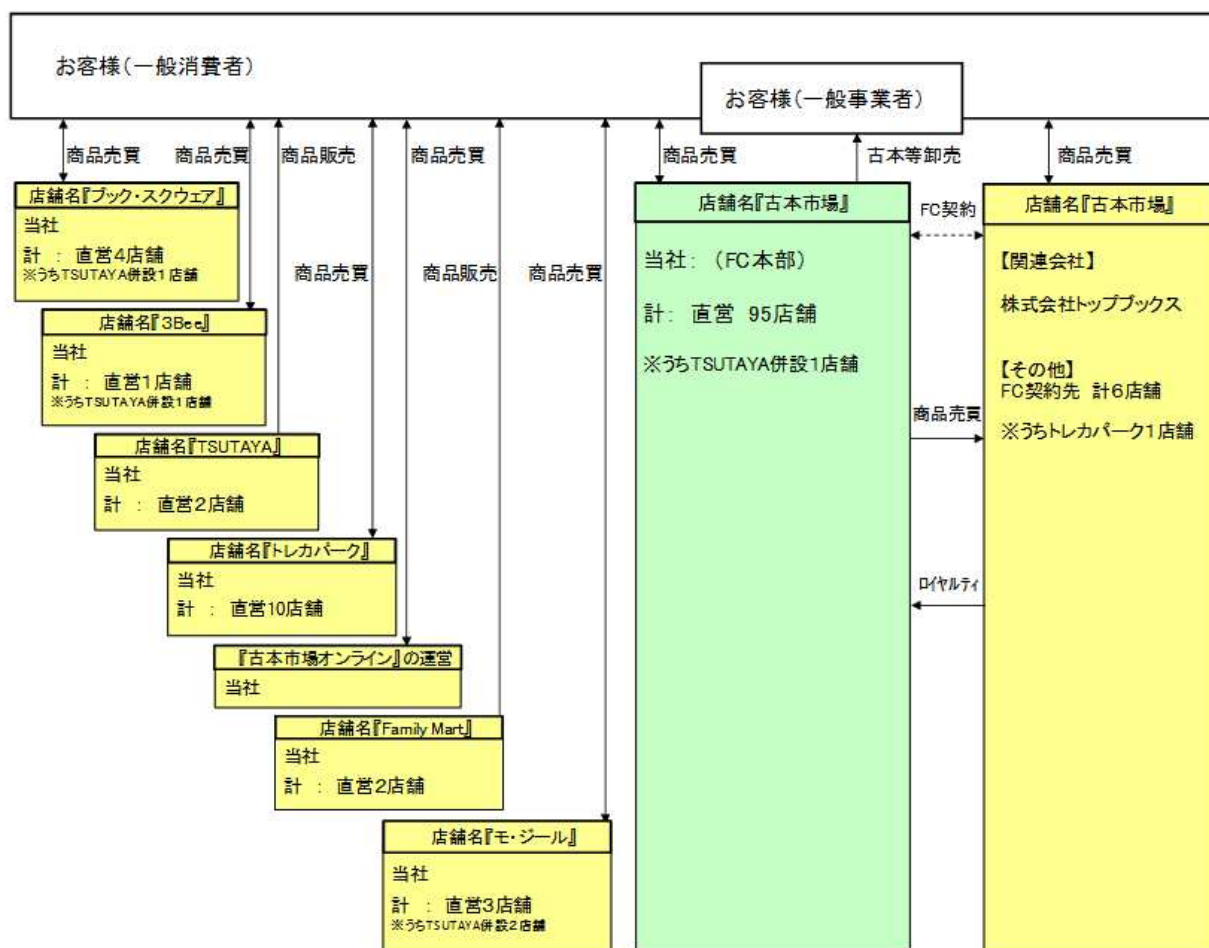 お客様(一般消費者)
お客様(一般事業者)
商品売買
商品売買
商品販売
商品売買
商品売買
古本等卸売
商品売買
店舗名『ブック・スクウェア』
当社
計 : 直営4店舗
※うちTSUTAYA併設1店舗
商品売買
商品販売
商品売買
店舗名『3Bee』
当社
計 : 直営1店舗
※うちTSUTAYA併設1店舗
店舗名『TSUTAYA』
当社
計 : 直営2店舗
店舗名『トレカパーク』
当社
計 : 直営10店舗
『古本市場オンライン』の運営
当社
店舗名『Family Mart』
当社
計 : 直営2店舗
店舗名『モ・ジール』
当社
計 : 直営3店舗
※うちTSUTAYA併設2店舗
店舗名『古本市場』
当社: (FC本部)
計: 直営 95店舗
※うちTSUTAYA併設1店舗
FC契約
商品売買
ロイヤルティ
店舗名『古本市場』
【関連会社】
株式会社トップブックス
【その他】
FC契約先 計6店舗
※うちトレカパーク1店舗